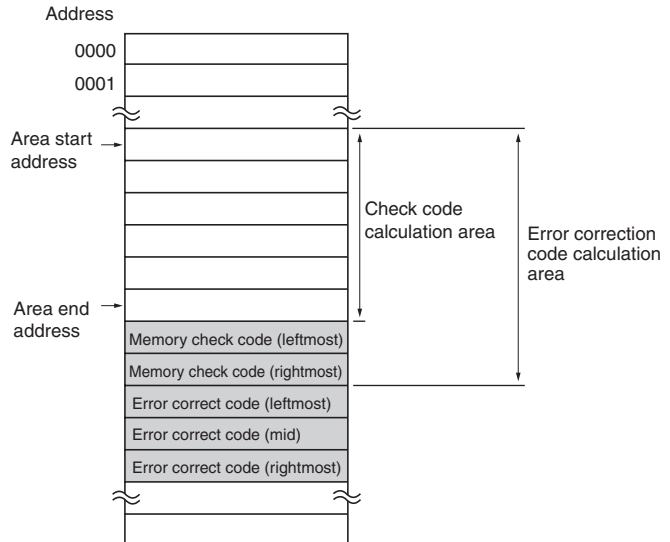 Address
0000
0001
Area start
address
Check code
calculation area
Error correction
code calculation
area
Area end
address
Memory check code (leftmost)
Memory check code (rightmost)
Error correct code (leftmost)
Error correct code (mid)
Error correct code (rightmost)